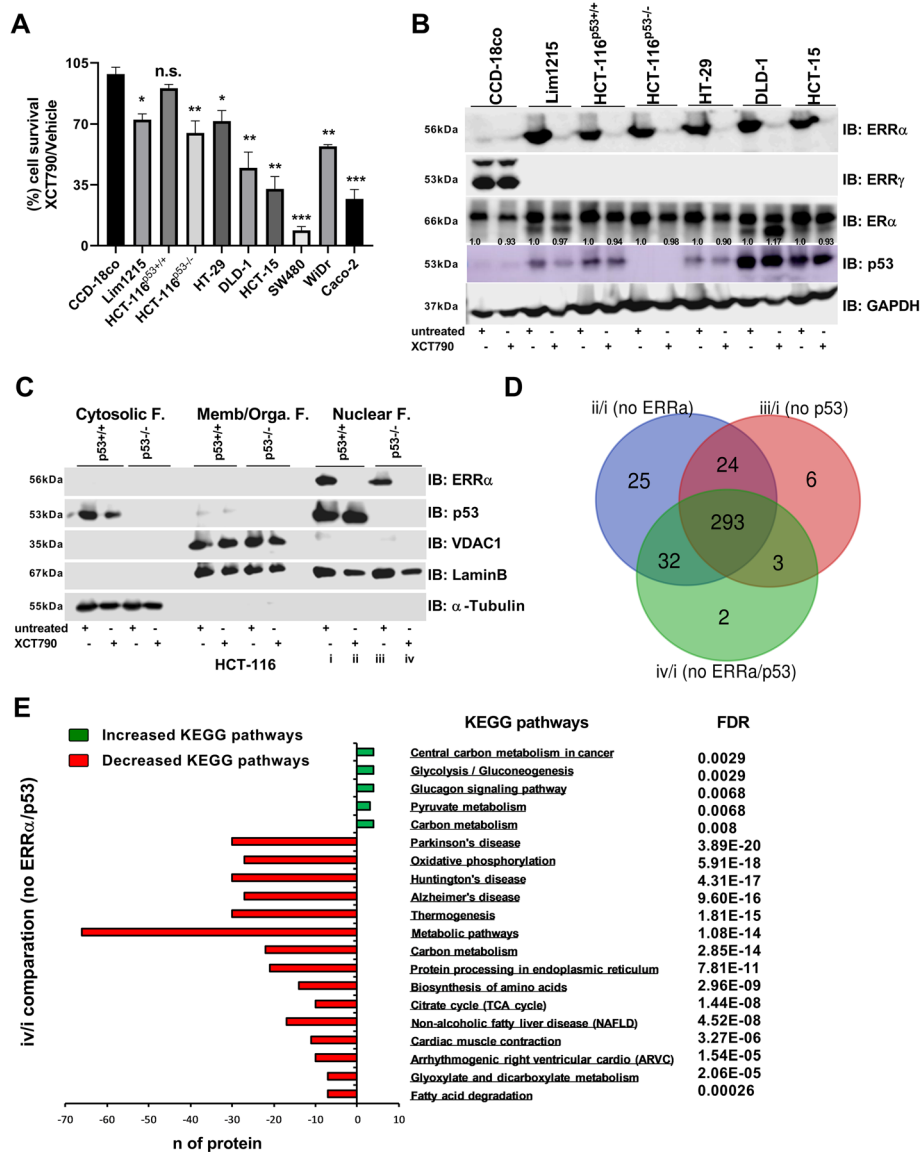 A
(%) cell survival
XCT790/Vehicle
105
70
35
0
* n.s. ** * ** ** *** ** ***
CCD-18co
Lim1215
HCT-116p53+/+
HCT-116p53-/-
HT-29
DLD-1
HCT-15
SW480
WiDr
Caco-2
B
CCD-18co
Lim1215
HCT-116p53+/+
HCT-116p53-/-
HT-29
DLD-1
HCT-15
56kDa IB: ERRα
53kDa IB: ERRγ
66kDa IB: ERα
1.0 0.93 1.0 0.97 1.0 0.94 1.0 0.98 1.0 0.90 1.0 1.17 1.0 0.93
53kDa IB: p53
37kDa IB: GAPDH
untreated + - + - + - + - + - + - + -
XCT790 - + - + - + - + - + - + - +
C
Cytosolic F. Memb/Orga. F. Nuclear F.
p53+/+ p53-/- p53+/+ p53-/- p53+/+ p53-/-
56kDa IB: ERRα
53kDa IB: p53
35kDa IB: VDAC1
67kDa IB: LaminB
55kDa IB: α-Tubulin
untreated + - + - + - + - + - + -
XCT790 - + - + - + - + - + - +
HCT-116 i ii iii iv
D
ii/i (no ERRa) iii/i (no p53)
25 24 6
293
32 3
2
iv/i (no ERRa/p53)
E
iv/i comparation (no ERRα/p53)
Increased KEGG pathways
Decreased KEGG pathways
KEGG pathways FDR
Central carbon metabolism in cancer 0.0029
Glycolysis / Gluconeogenesis 0.0029
Glucagon signaling pathway 0.0068
Pyruvate metabolism 0.0068
Carbon metabolism 0.008
Parkinson's disease 3.89E-20
Oxidative phosphorylation 5.91E-18
Huntington's disease 4.31E-17
Alzheimer's disease 9.60E-16
Thermogenesis 1.81E-15
Metabolic pathways 1.08E-14
Carbon metabolism 2.85E-14
Protein processing in endoplasmic reticulum 7.81E-11
Biosynthesis of amino acids 2.96E-09
Citrate cycle (TCA cycle) 1.44E-08
Non-alcoholic fatty liver disease (NAFLD) 4.52E-08
Cardiac muscle contraction 3.27E-06
Arrhythmogenic right ventricular cardio (ARVC) 1.54E-05
Glyoxylate and dicarboxylate metabolism 2.06E-05
Fatty acid degradation 0.00026
-70 -60 -50 -40 -30 -20 -10 0 10
n of protein